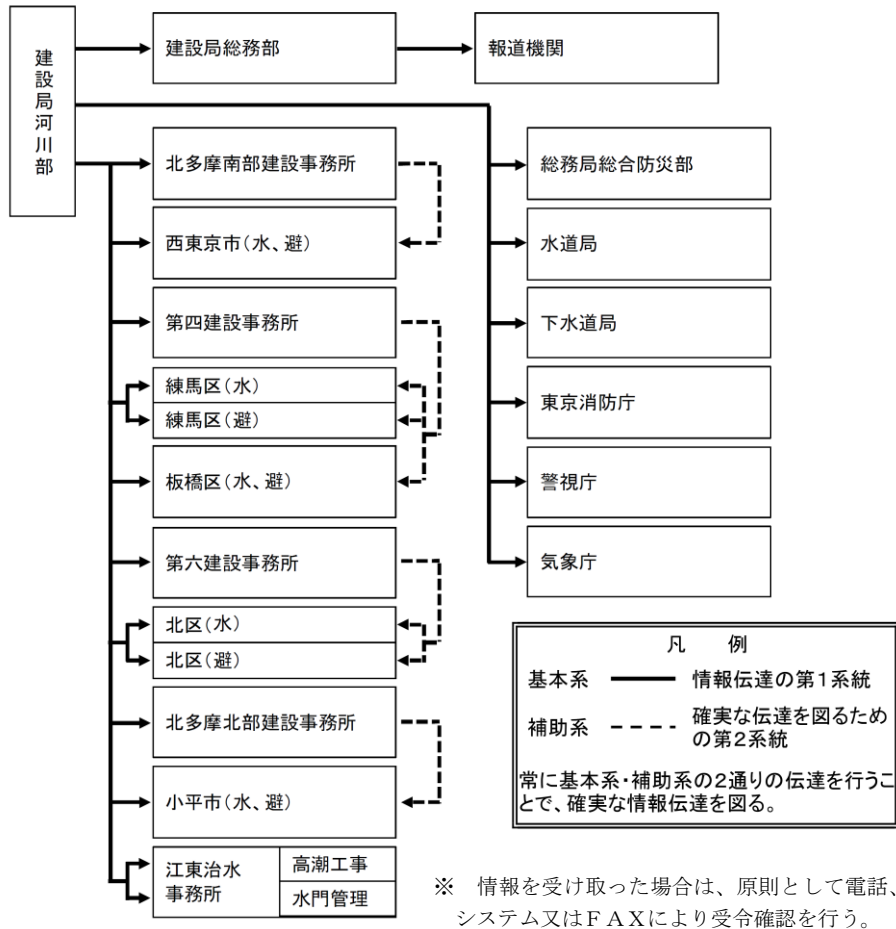 建設局河川部
建設局総務部
報道機関
北多摩南部建設事務所
西東京市(水、避)
第四建設事務所
練馬区(水)
練馬区(避)
板橋区(水、避)
第六建設事務所
北区(水)
北区(避)
北多摩北部建設事務所
小平市(水、避)
江東治水
事務所
高潮工事
水門管理
総務局総合防災部
水道局
下水道局
東京消防庁
警視庁
気象庁
凡　例
基本系 情報伝達の第1系統
補助系 確実な伝達を図るため
の第2系統
常に基本系・補助系の2通りの伝達を行うこ
とで、確実な情報伝達を図る。
※　情報を受け取った場合は、原則として電話、
システム又はＦＡＸにより受令確認を行う。